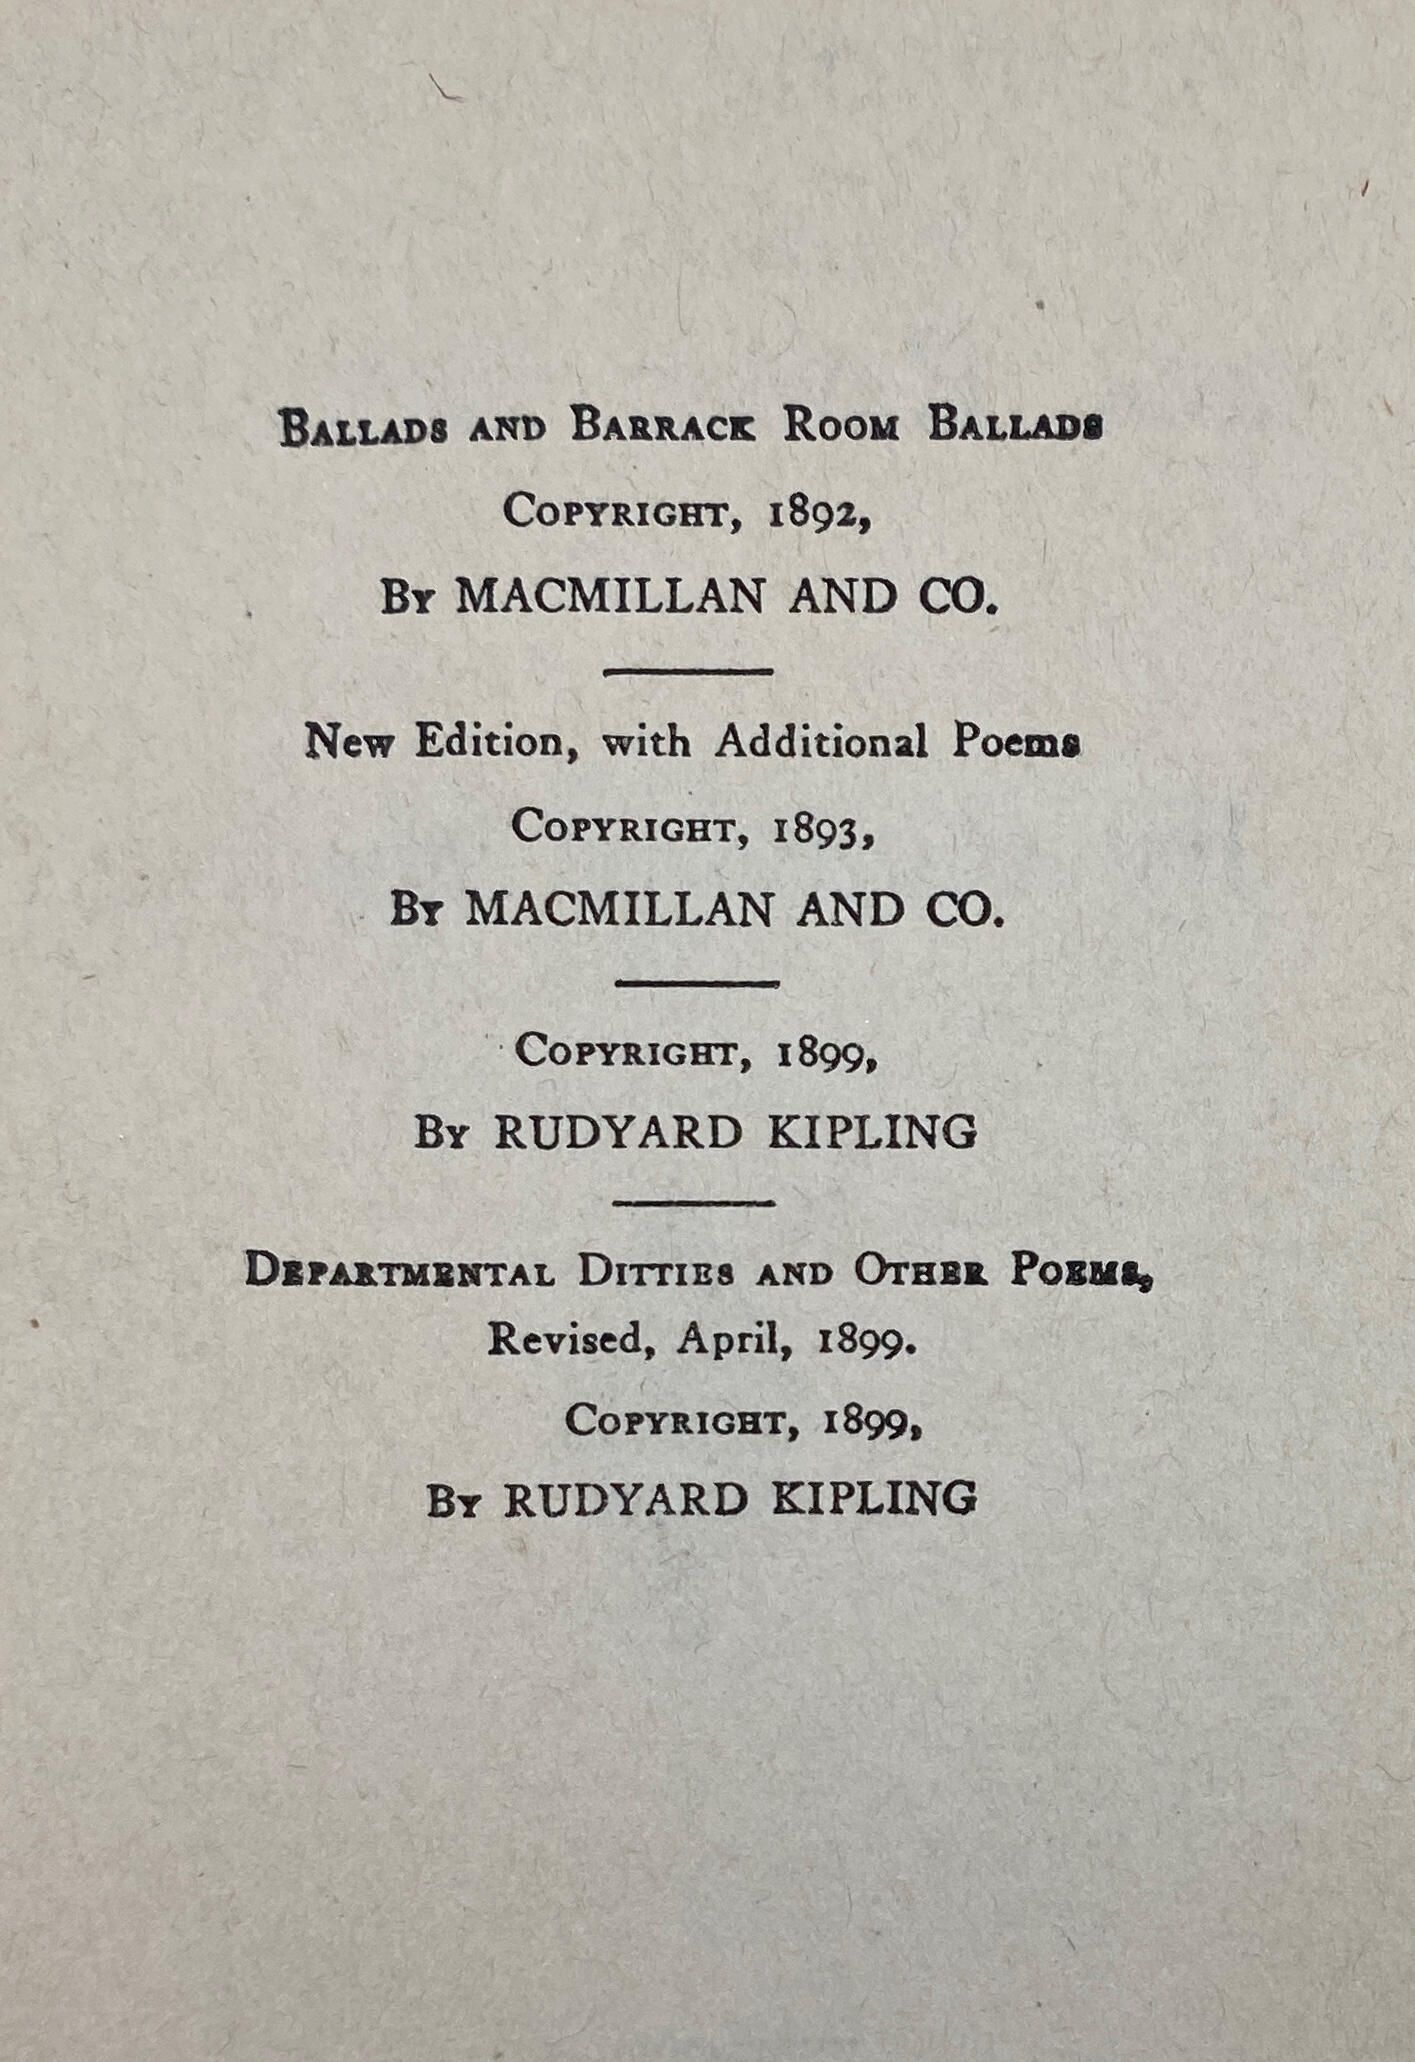 BALLADS AND BARRACK ROOM BALLADS
COPYRIGHT, 1892,
BY MACMILLAN AND CO.
New Edition, with Additional Poems
COPYRIGHT, 1893,
BY MACMILLAN AND CO.
COPYRIGHT, 1899,
BY RUDYARD KIPLING
DEPARTMENTAL DITTIES AND OTHER POEMS,
Revised, April, 1899.
COPYRIGHT, 1899,
BY RUDYARD KIPLING